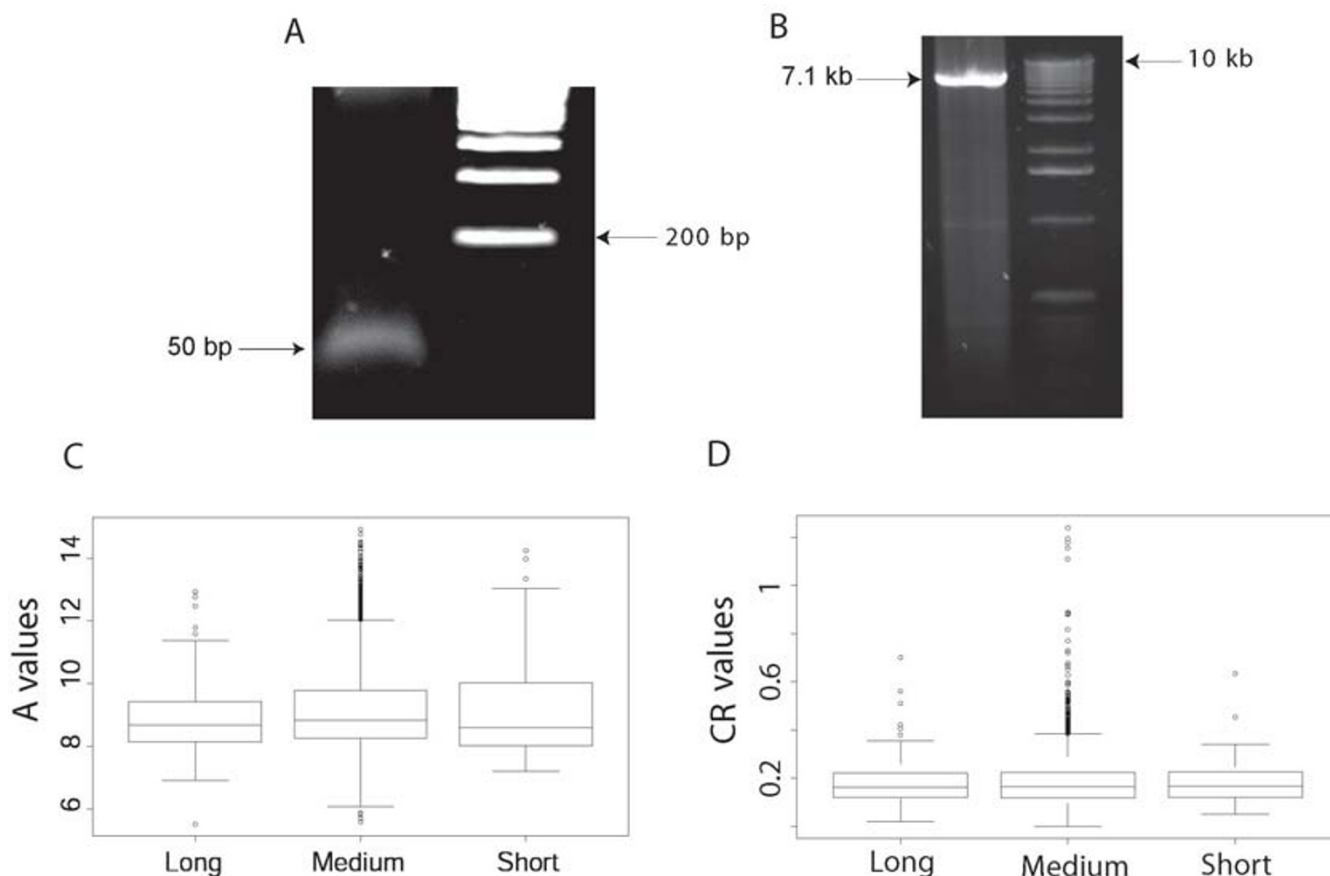 A
50 bp
200 bp
B
7.1 kb
10 kb
C
A values
14
12
10
8
6
Long Medium Short
D
CR values
1
0.6
0.2
Long Medium Short